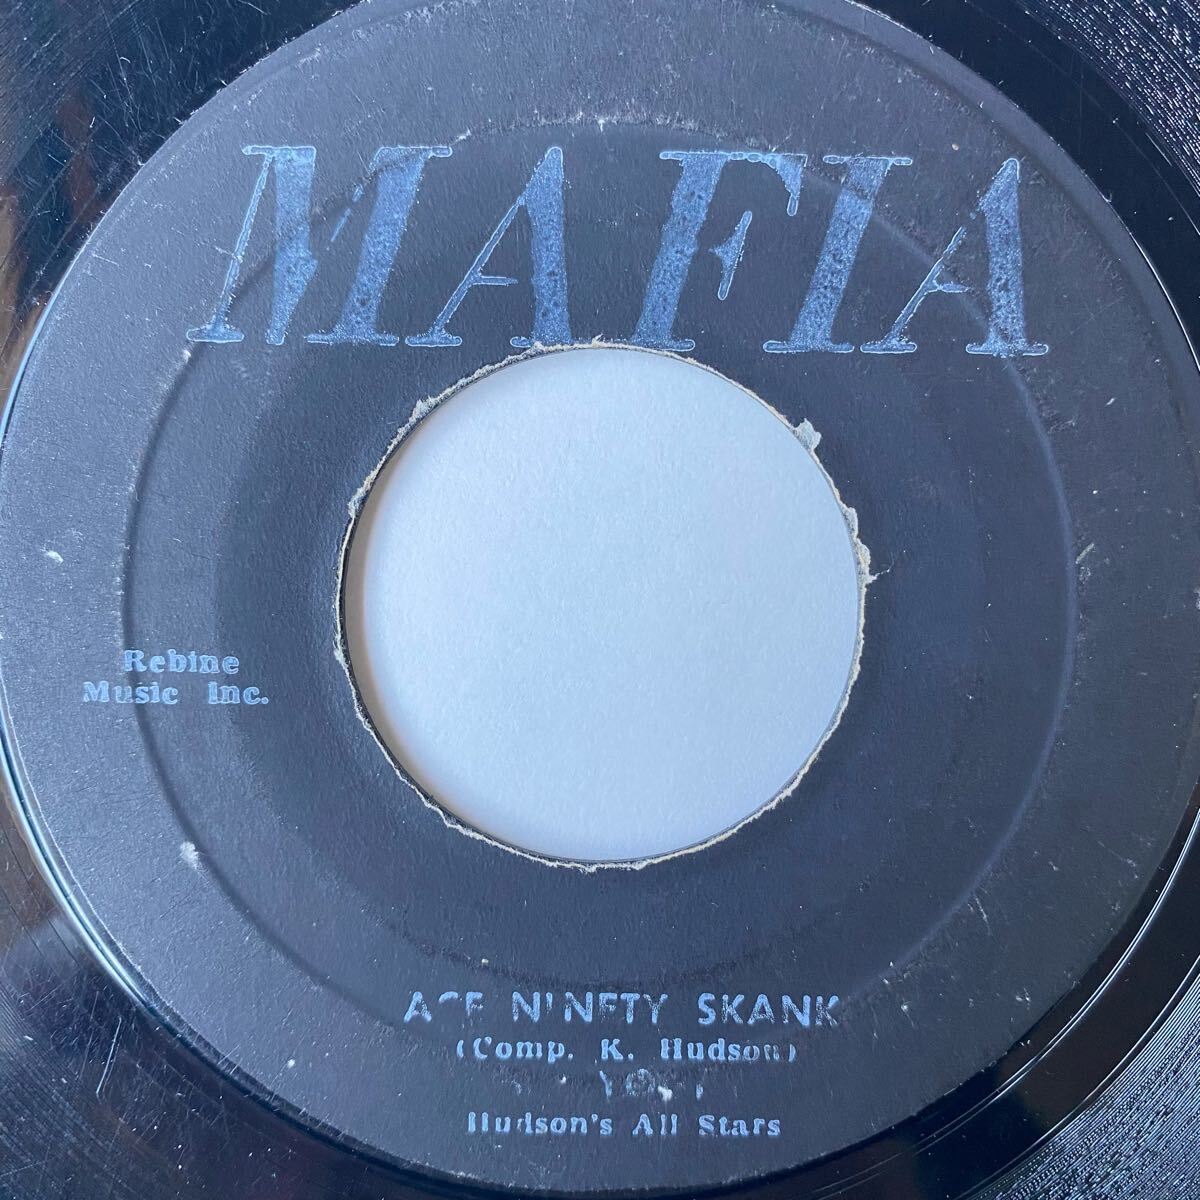 MAFIA
Rebine
Music Inc.
ACE NINETY SKANK
(Comp. K. Hudson)
Hudson's All Stars